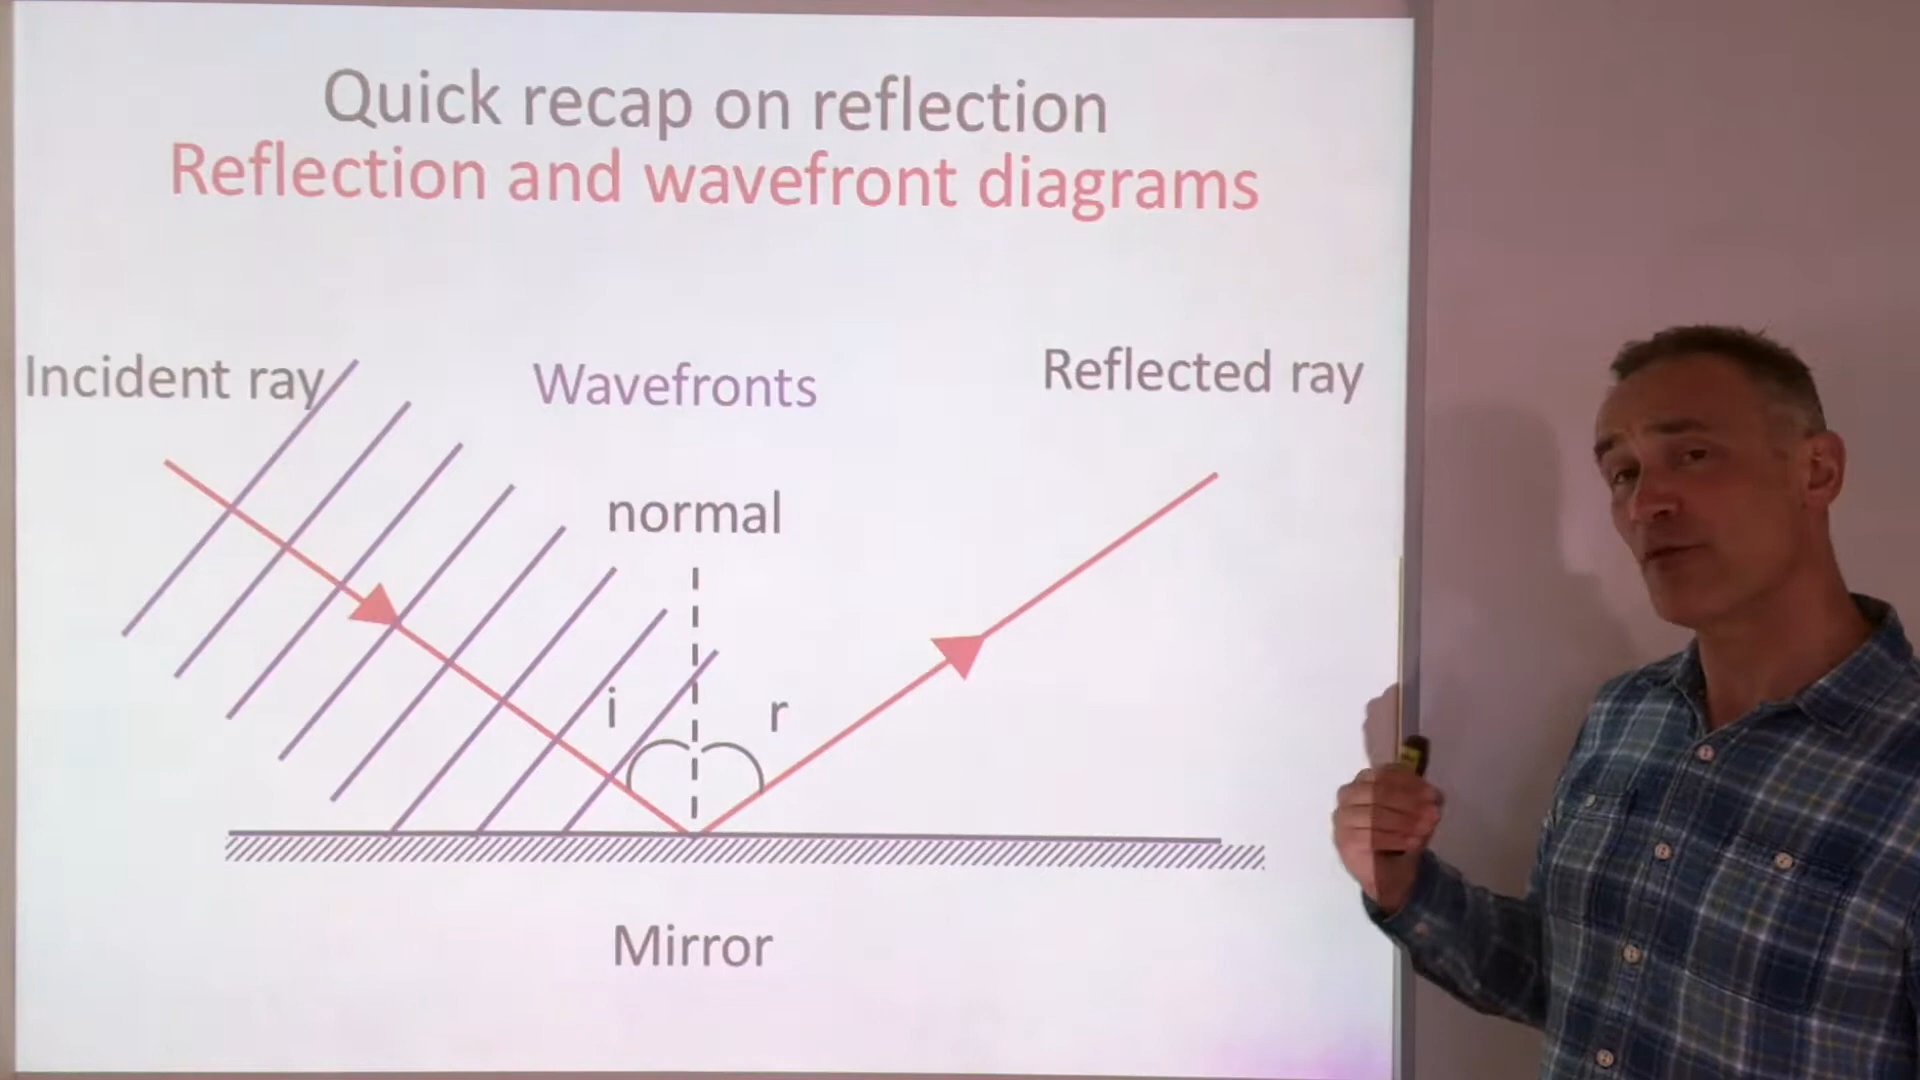 Quick recap on reflection
Reflection and wavefront diagrams
Incident ray
Wavefronts
Reflected ray
normal
i
r
Mirror